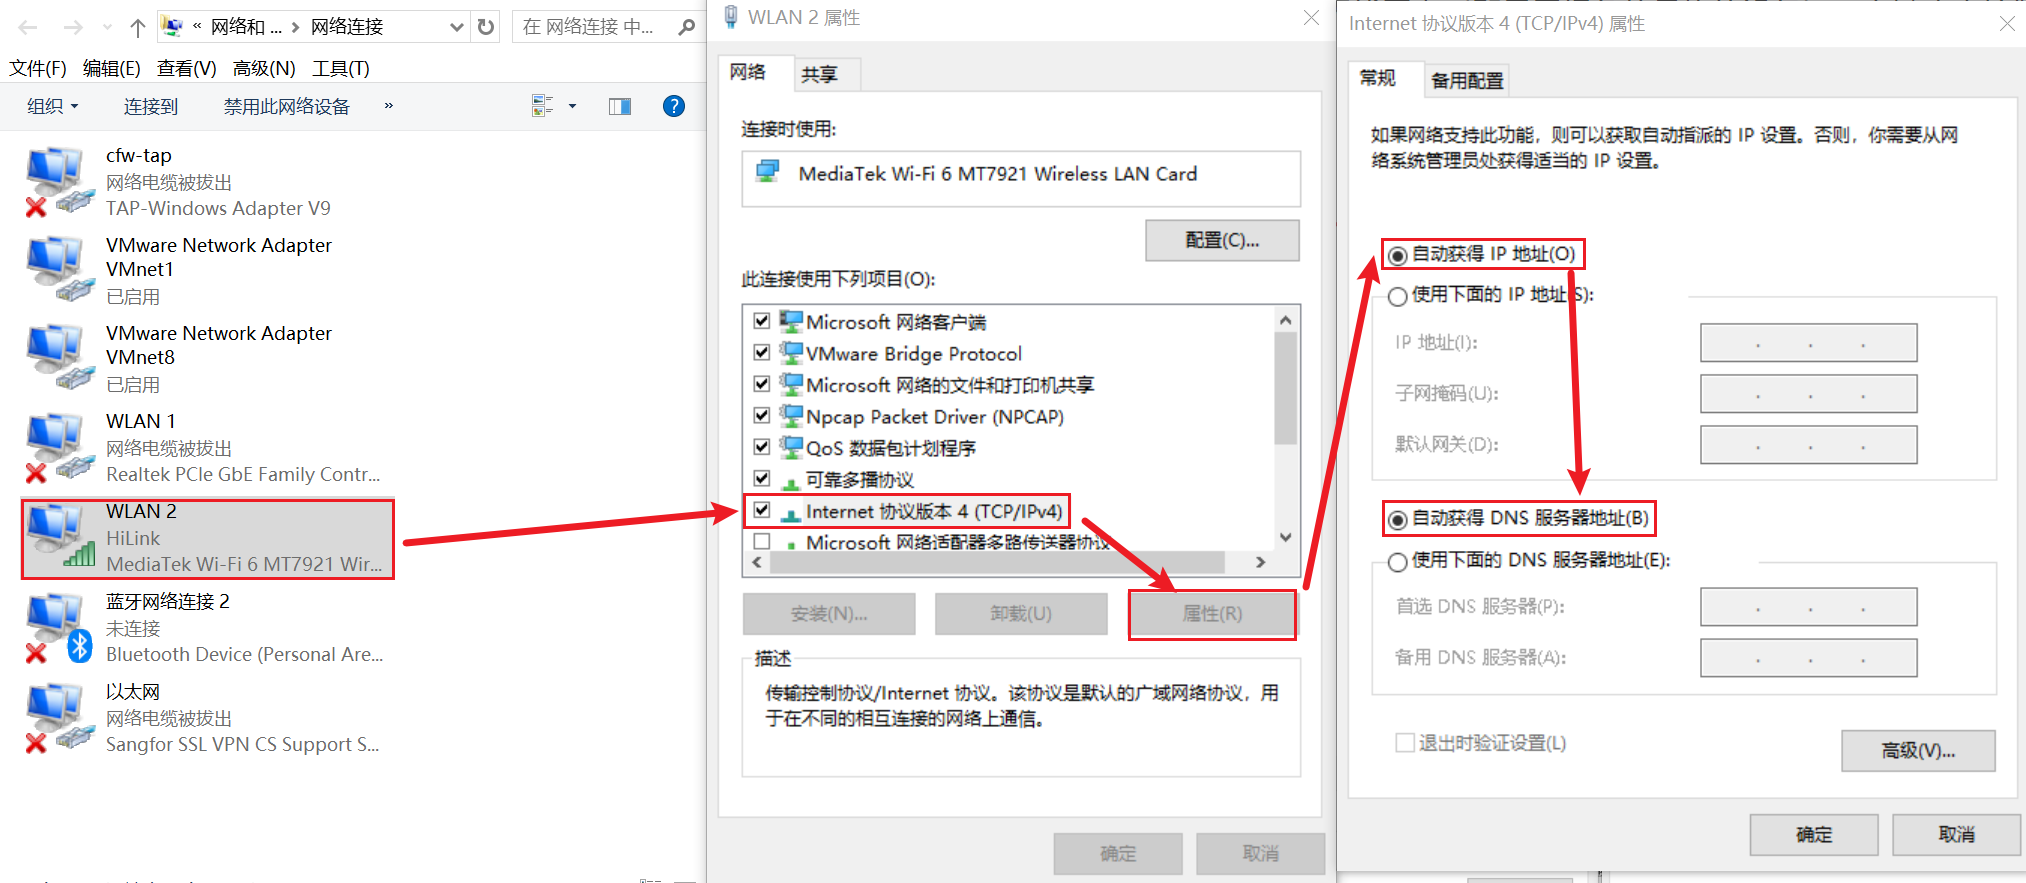 « 网络和 ... › 网络连接
在 网络连接 中...
文件(F) 编辑(E) 查看(V) 高级(N) 工具(T)
组织 连接到 禁用此网络设备 »
cfw-tap
网络电缆被拔出
TAP-Windows Adapter V9
VMware Network Adapter
VMnet1
已启用
VMware Network Adapter
VMnet8
已启用
WLAN 1
网络电缆被拔出
Realtek PCIe GbE Family Contr...
WLAN 2
HiLink
MediaTek Wi-Fi 6 MT7921 Wir...
蓝牙网络连接 2
未连接
Bluetooth Device (Personal Are...
以太网
网络电缆被拔出
Sangfor SSL VPN CS Support S...
WLAN 2 属性
网络 共享
连接时使用:
MediaTek Wi-Fi 6 MT7921 Wireless LAN Card
配置(C)...
此连接使用下列项目(O):
Microsoft 网络客户端
VMware Bridge Protocol
Microsoft 网络的文件和打印机共享
Npcap Packet Driver (NPCAP)
QoS 数据包计划程序
可靠多播协议
Internet 协议版本 4 (TCP/IPv4)
Microsoft 网络适配器多路传送器协议
安装(N)... 卸载(U) 属性(R)
描述
传输控制协议/Internet 协议。该协议是默认的广域网络协议，用
于在不同的相互连接的网络上通信。
确定 取消
Internet 协议版本 4 (TCP/IPv4) 属性
常规 备用配置
如果网络支持此功能，则可以获取自动指派的 IP 设置。否则，你需要从网
络系统管理员处获得适当的 IP 设置。
自动获得 IP 地址(O)
使用下面的 IP 地址(S):
IP 地址(I):
子网掩码(U):
默认网关(D):
自动获得 DNS 服务器地址(B)
使用下面的 DNS 服务器地址(E):
首选 DNS 服务器(P):
备用 DNS 服务器(A):
退出时验证设置(L)
高级(V)...
确定 取消